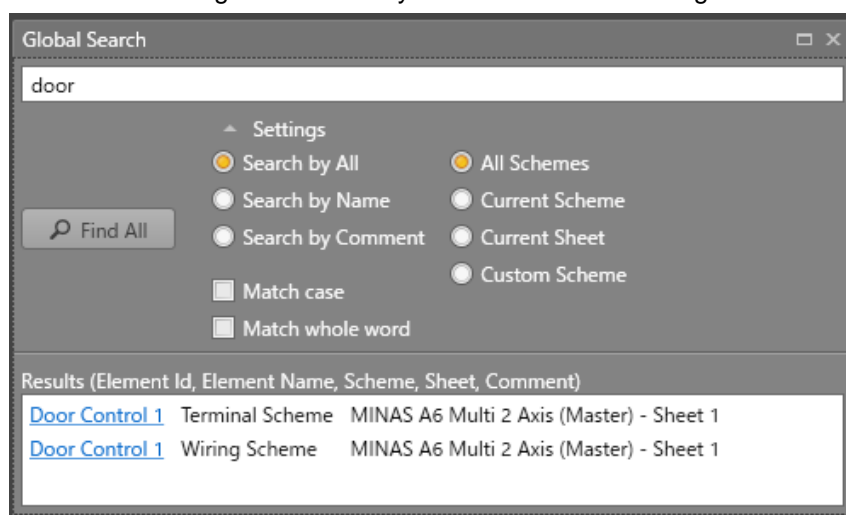 Global Search
door
Settings
Search by All
All Schemes
Search by Name
Current Scheme
Find All
Search by Comment
Current Sheet
Custom Scheme
Match case
Match whole word
Results (Element Id, Element Name, Scheme, Sheet, Comment)
Door Control 1 Terminal Scheme MINAS A6 Multi 2 Axis (Master) - Sheet 1
Door Control 1 Wiring Scheme MINAS A6 Multi 2 Axis (Master) - Sheet 1